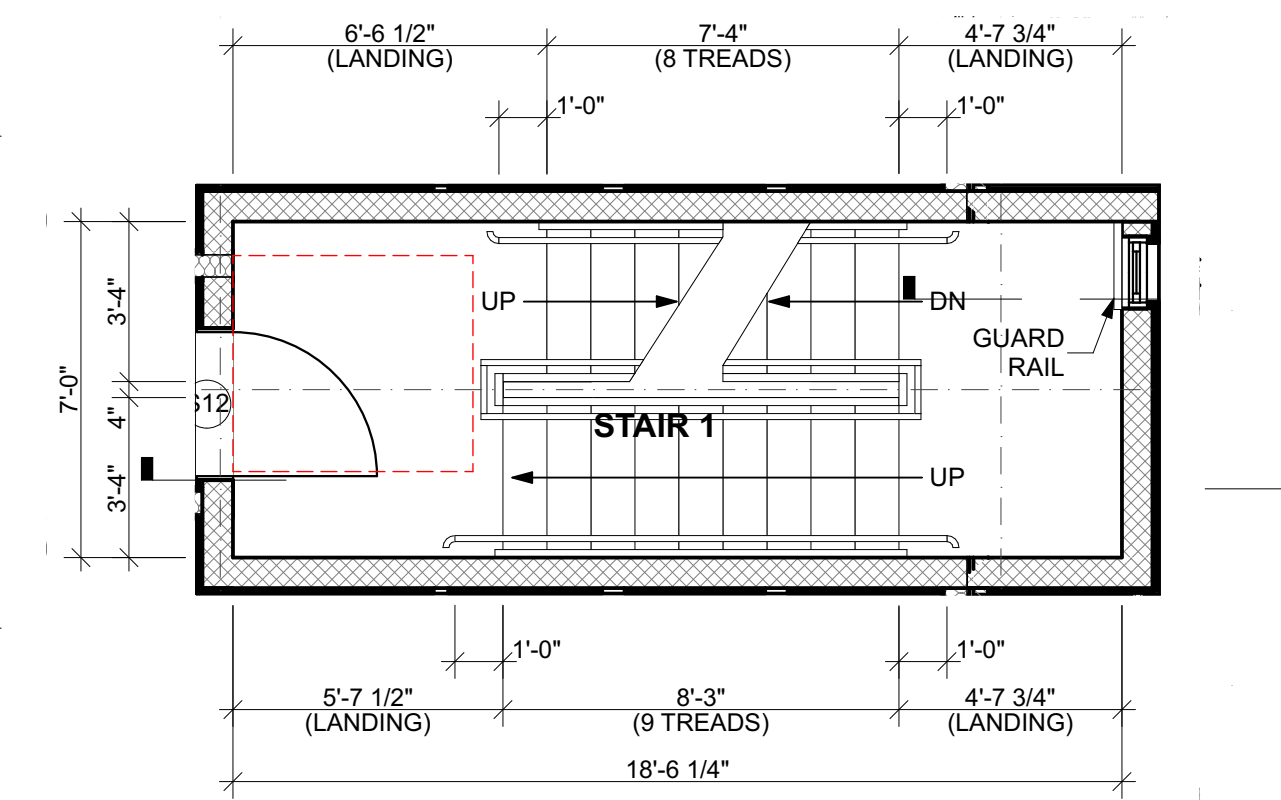 6'-6 1/2"
(LANDING)
7'-4"
(8 TREADS)
4'-7 3/4"
(LANDING)
1'-0"
1'-0"
7'-0"
3'-4"
4"
3'-4"
UP
DN
GUARD
RAIL
512
STAIR 1
UP
1'-0"
1'-0"
5'-7 1/2"
(LANDING)
8'-3"
(9 TREADS)
4'-7 3/4"
(LANDING)
18'-6 1/4"